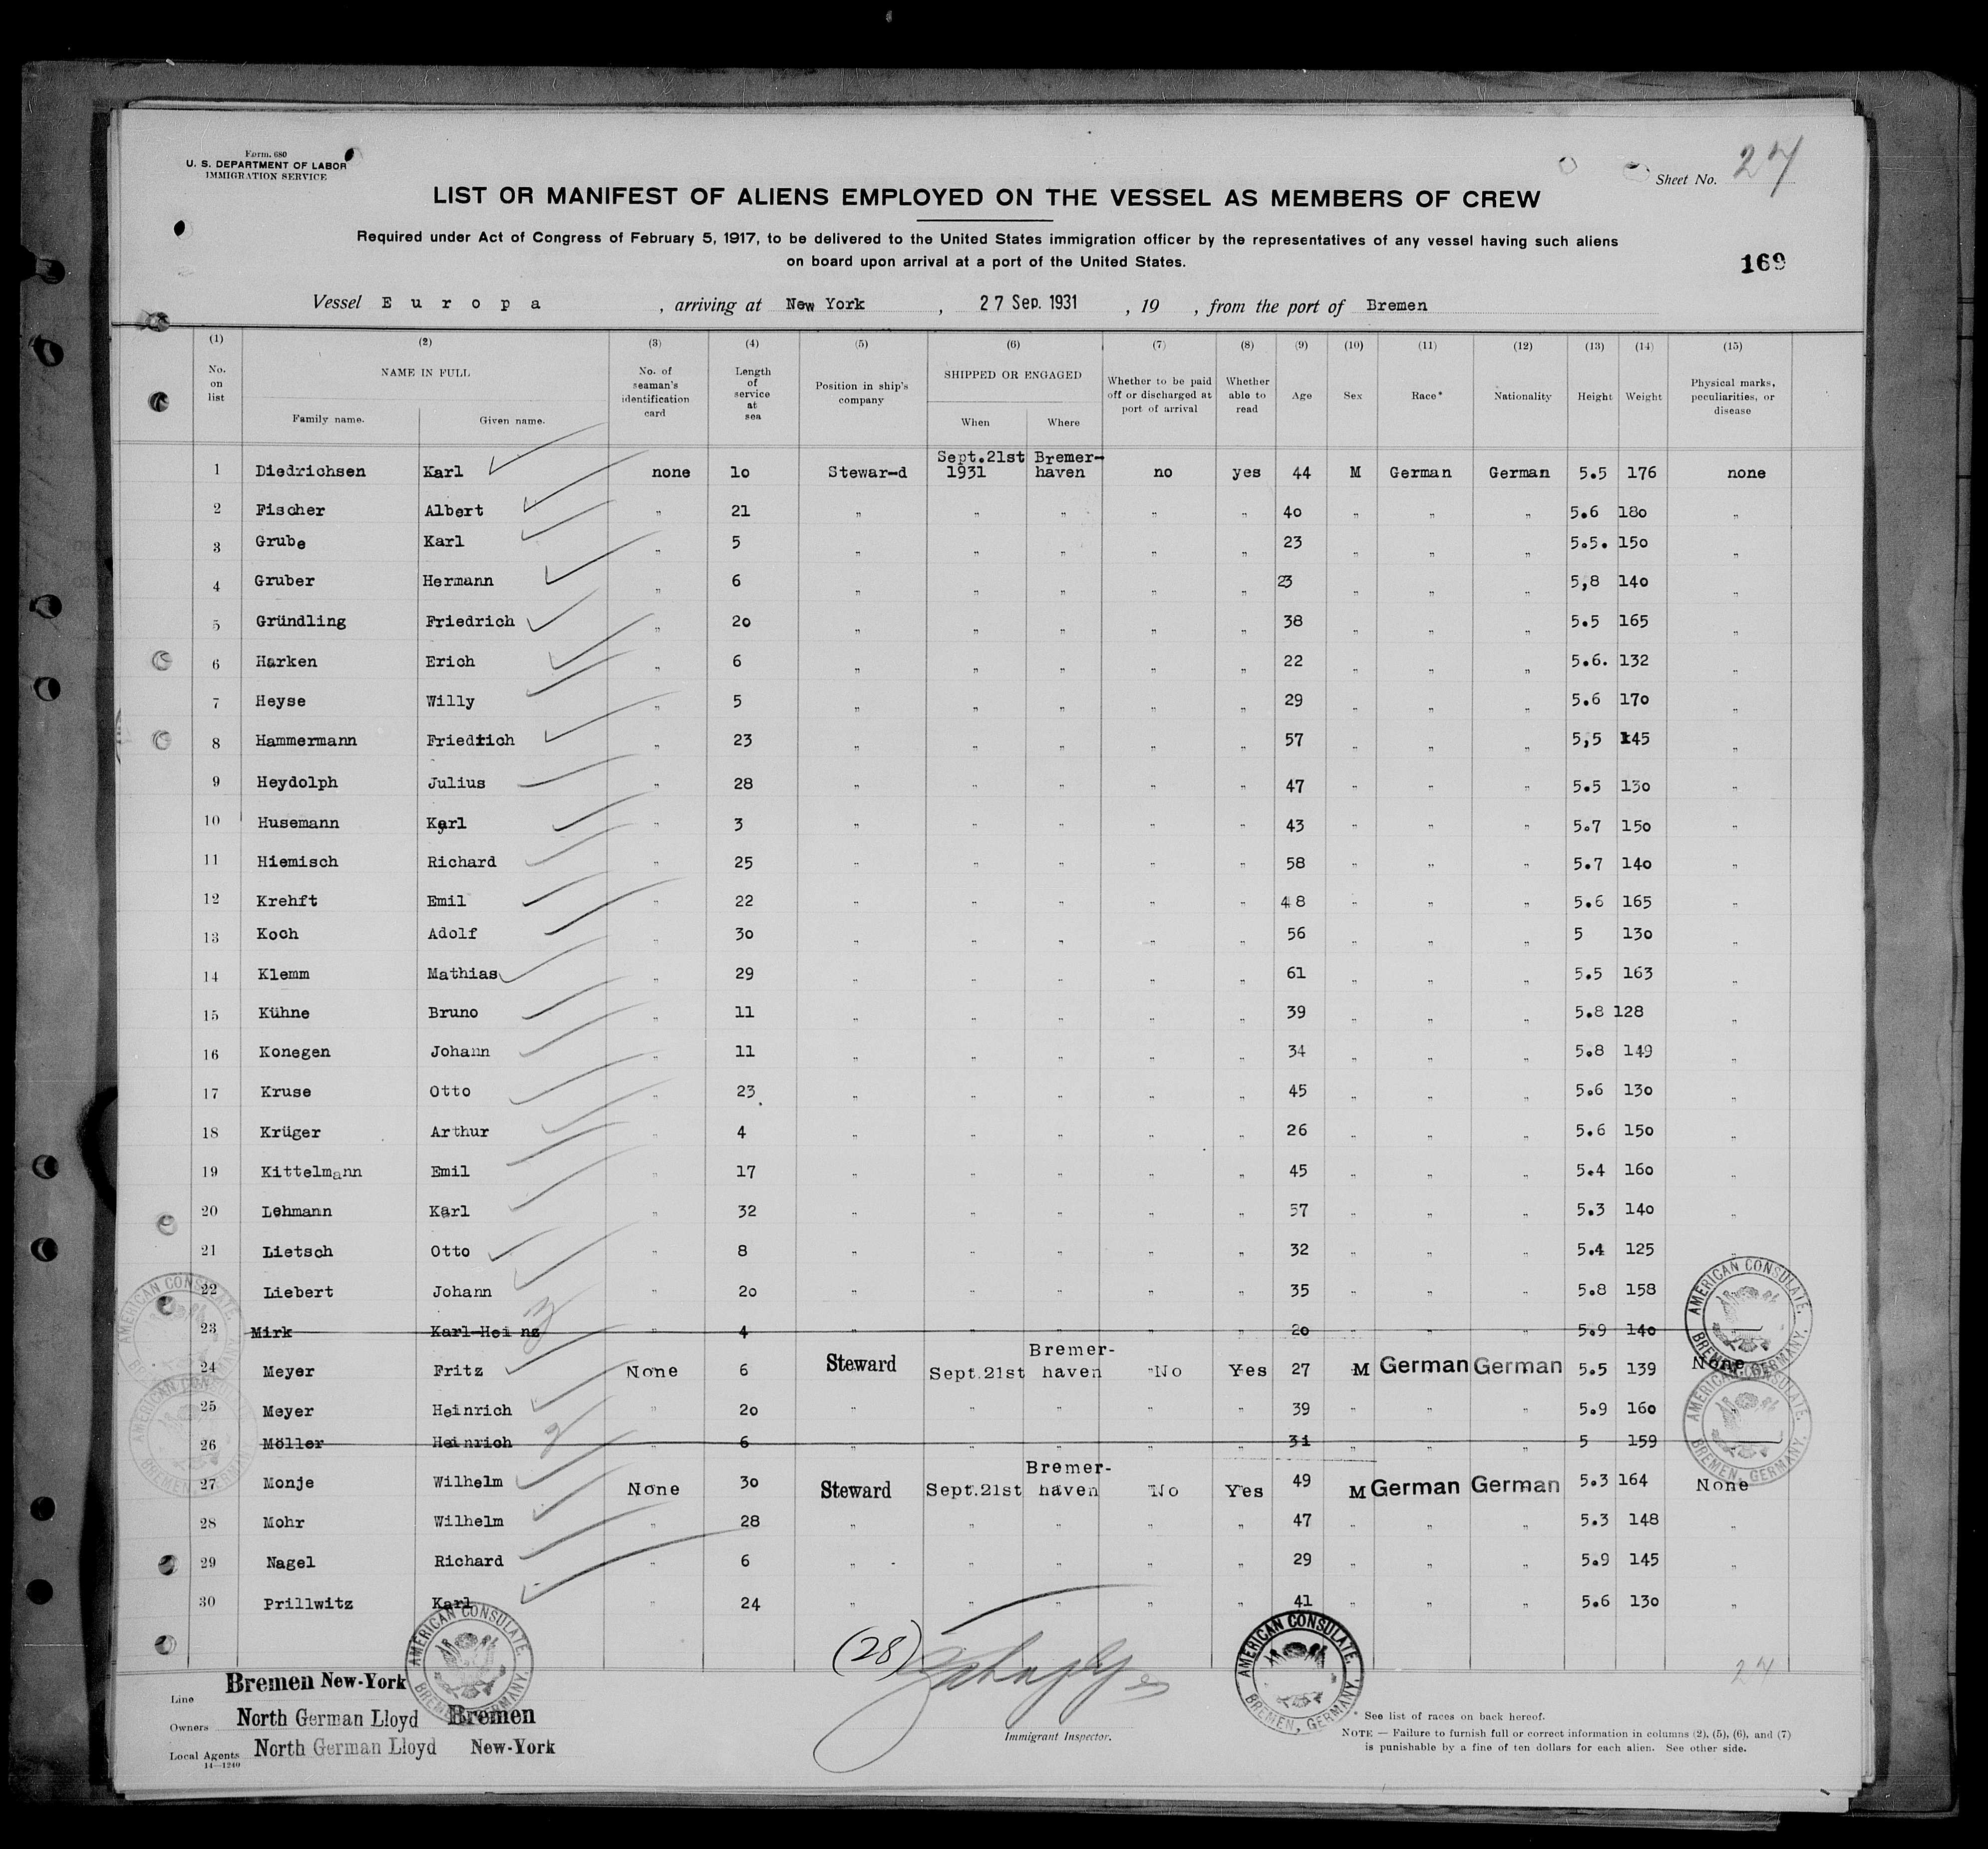 Form. 680
U. S. DEPARTMENT OF LABOR
IMMIGRATION SERVICE
Sheet No. 27
LIST OR MANIFEST OF ALIENS EMPLOYED ON THE VESSEL AS MEMBERS OF CREW
Required under Act of Congress of February 5, 1917, to be delivered to the United States immigration officer by the representatives of any vessel having such aliens
on board upon arrival at a port of the United States.
169
Vessel E u r o p a , arriving at New York , 27 Sep. 1931 , 19 , from the port of Bremen
(1) (2) (3) (4) (5) (6) (7) (8) (9) (10) (11) (12) (13) (14) (15)
No. on list NAME IN FULL Family name. Given name. No. of seaman's identification card Length of service at sea Position in ship's company SHIPPED OR ENGAGED When Where Whether to be paid off or discharged at port of arrival Whether able to read Age Sex Race* Nationality Height Weight Physical marks, peculiarities, or disease
1 Diedrichsen Karl none 10 Stewar-d Sept.21st 1931 Bremer-haven no yes 44 M German German 5.5 176 none
2 Fischer Albert " 21 " " " " " 40 " " " 5.6 180 "
3 Grube Karl " 5 " " " " " 23 " " " 5.5. 150 "
4 Gruber Hermann " 6 " " " " " 23 " " " 5,8 140 "
5 Gründling Friedrich " 20 " " " " " 38 " " " 5.5 165 "
6 Harken Erich " 6 " " " " " 22 " " " 5.6. 132 "
7 Heyse Willy " 5 " " " " " 29 " " " 5.6 170 "
8 Hammermann Friedrich " 23 " " " " " 57 " " " 5,5 145 "
9 Heydolph Julius " 28 " " " " " 47 " " " 5.5 130 "
10 Husemann Karl " 3 " " " " " 43 " " " 5.7 150 "
11 Hiemisch Richard " 25 " " " " " 58 " " " 5.7 140 "
12 Krehft Emil " 22 " " " " " 48 " " " 5.6 165 "
13 Koch Adolf " 30 " " " " " 56 " " " 5 130 "
14 Klemm Mathias " 29 " " " " " 61 " " " 5.5 163 "
15 Kühne Bruno " 11 " " " " " 39 " " " 5.8 128 "
16 Konegen Johann " 11 " " " " " 34 " " " 5.8 149 "
17 Kruse Otto " 23 " " " " " 45 " " " 5.6 130 "
18 Krüger Arthur " 4 " " " " " 26 " " " 5.6 150 "
19 Kittelmann Emil " 17 " " " " " 45 " " " 5.4 160 "
20 Lehmann Karl " 32 " " " " " 57 " " " 5.3 140 "
21 Lietsch Otto " 8 " " " " " 32 " " " 5.4 125 "
22 Liebert Johann " 20 " " " " " 35 " " " 5.8 158
23 Mirk Karl-Heinz " 4 " " " " " 20 " " " 5.9 140
24 Meyer Fritz None 6 Steward Sept.21st Bremer-haven No Yes 27 M German German 5.5 139 None
25 Meyer Heinrich " 20 " " " " " 39 " " " 5.9 160 "
26 Möller Heinrich " 6 " " " " " 31 " " " 5 159
27 Monje Wilhelm None 30 Steward Sept.21st Bremer-haven No Yes 49 M German German 5.3 164 None
28 Mohr Wilhelm " 28 " " " " " 47 " " " 5.3 148 "
29 Nagel Richard " 6 " " " " " 29 " " " 5.9 145 "
30 Prillwitz Karl " 24 " " " " " 41 " " " 5.6 130 "
AMERICAN CONSULATE. BREMEN, GERMANY.
AMERICAN CONSULATE. BREMEN, GERMANY.
AMERICAN CONSULATE. BREMEN, GERMANY.
AMERICAN CONSULATE. BREMEN, GERMANY.
AMERICAN CONSULATE. BREMEN, GERMANY.
AMERICAN CONSULATE. BREMEN, GERMANY.
(28)
27
Line Bremen New-York
Owners North German Lloyd Bremen
Local Agents North German Lloyd New-York
14—1240
Immigrant Inspector.
* See list of races on back hereof.
NOTE — Failure to furnish full or correct information in columns (2), (5), (6), and (7)
is punishable by a fine of ten dollars for each alien. See other side.